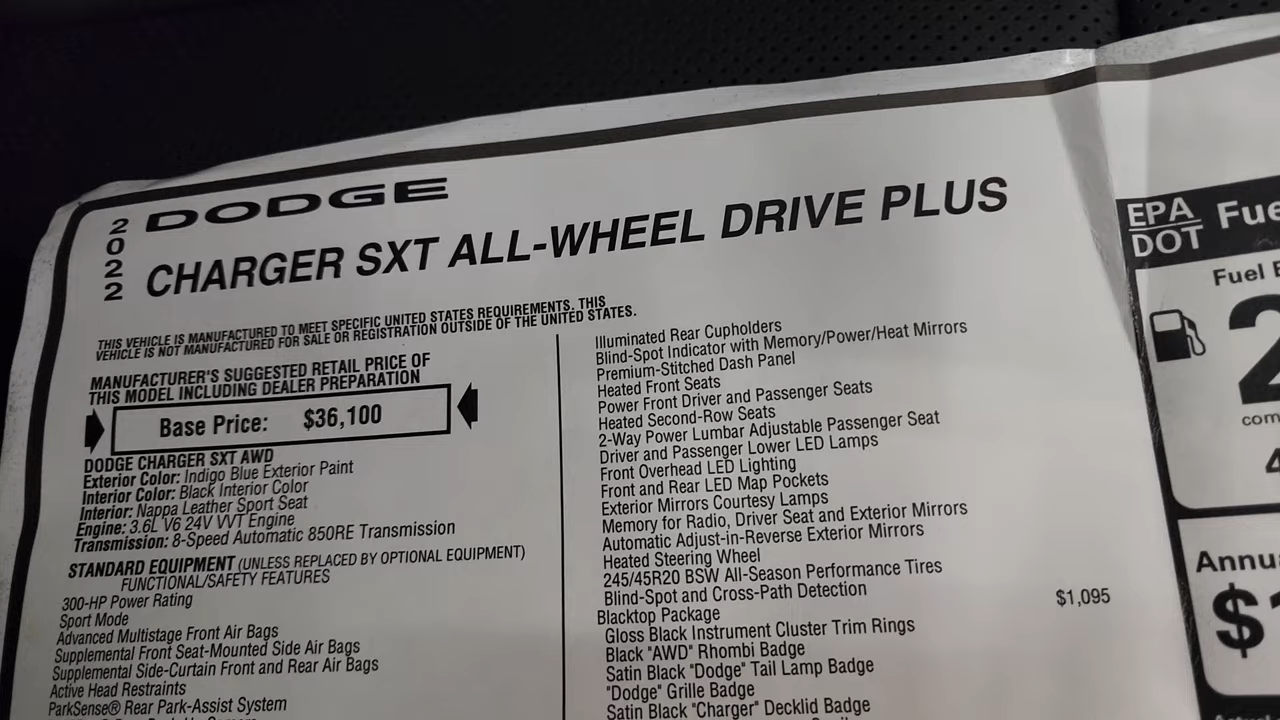 2022
DODGE
CHARGER SXT ALL-WHEEL DRIVE PLUS
THIS VEHICLE IS MANUFACTURED TO MEET SPECIFIC UNITED STATES REQUIREMENTS. THIS
VEHICLE IS NOT MANUFACTURED FOR SALE OR REGISTRATION OUTSIDE OF THE UNITED STATES.
MANUFACTURER'S SUGGESTED RETAIL PRICE OF
THIS MODEL INCLUDING DEALER PREPARATION
Base Price: $36,100
DODGE CHARGER SXT AWD
Exterior Color: Indigo Blue Exterior Paint
Interior Color: Black Interior Color
Interior: Nappa Leather Sport Seat
Engine: 3.6L V6 24V VVT Engine
Transmission: 8-Speed Automatic 850RE Transmission
STANDARD EQUIPMENT (UNLESS REPLACED BY OPTIONAL EQUIPMENT)
FUNCTIONAL/SAFETY FEATURES
300-HP Power Rating
Sport Mode
Advanced Multistage Front Air Bags
Supplemental Front Seat-Mounted Side Air Bags
Supplemental Side-Curtain Front and Rear Air Bags
Active Head Restraints
ParkSense® Rear Park-Assist System
Illuminated Rear Cupholders
Blind-Spot Indicator with Memory/Power/Heat Mirrors
Premium-Stitched Dash Panel
Heated Front Seats
Power Front Driver and Passenger Seats
Heated Second-Row Seats
2-Way Power Lumbar Adjustable Passenger Seat
Driver and Passenger Lower LED Lamps
Front Overhead LED Lighting
Front and Rear LED Map Pockets
Exterior Mirrors Courtesy Lamps
Memory for Radio, Driver Seat and Exterior Mirrors
Automatic Adjust-in-Reverse Exterior Mirrors
Heated Steering Wheel
245/45R20 BSW All-Season Performance Tires
Blind-Spot and Cross-Path Detection
Blacktop Package $1,095
Gloss Black Instrument Cluster Trim Rings
Black "AWD" Rhombi Badge
Satin Black "Dodge" Tail Lamp Badge
"Dodge" Grille Badge
Satin Black "Charger" Decklid Badge
EPA
DOT
Fue
Fuel E
2
com
4
Annu
$1